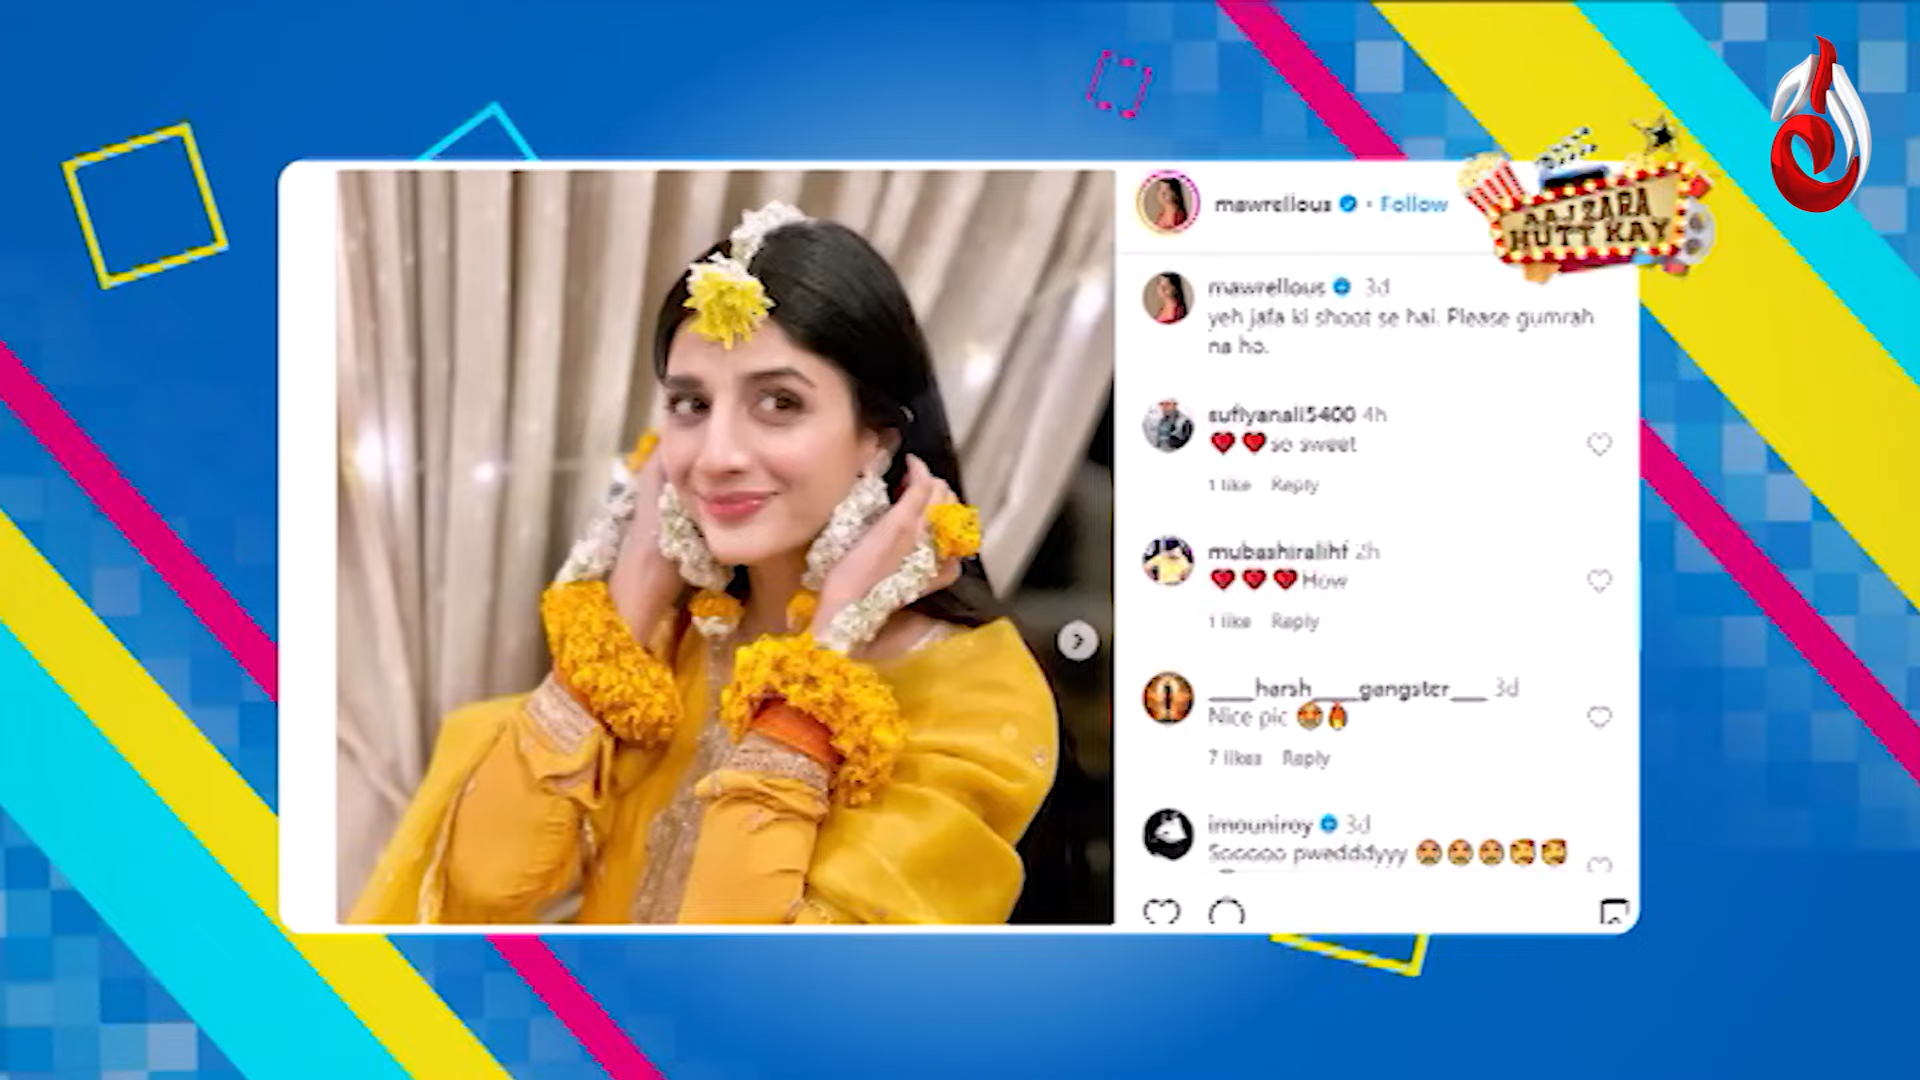 mawrellous • Follow
AAJ ZARA
HUTT KAY
mawrellous 3d
yeh jafa ki shoot se hai. Please gumrah
na ho.
sufiyanali5400 4h
❤️❤️so sweet
1 like Reply
mubashiralihf 2h
❤️❤️❤️How
1 like Reply
___harsh____gangster___ 3d
Nice pic
7 likes Reply
imouniroy 3d
Sooooo pwedddyyy